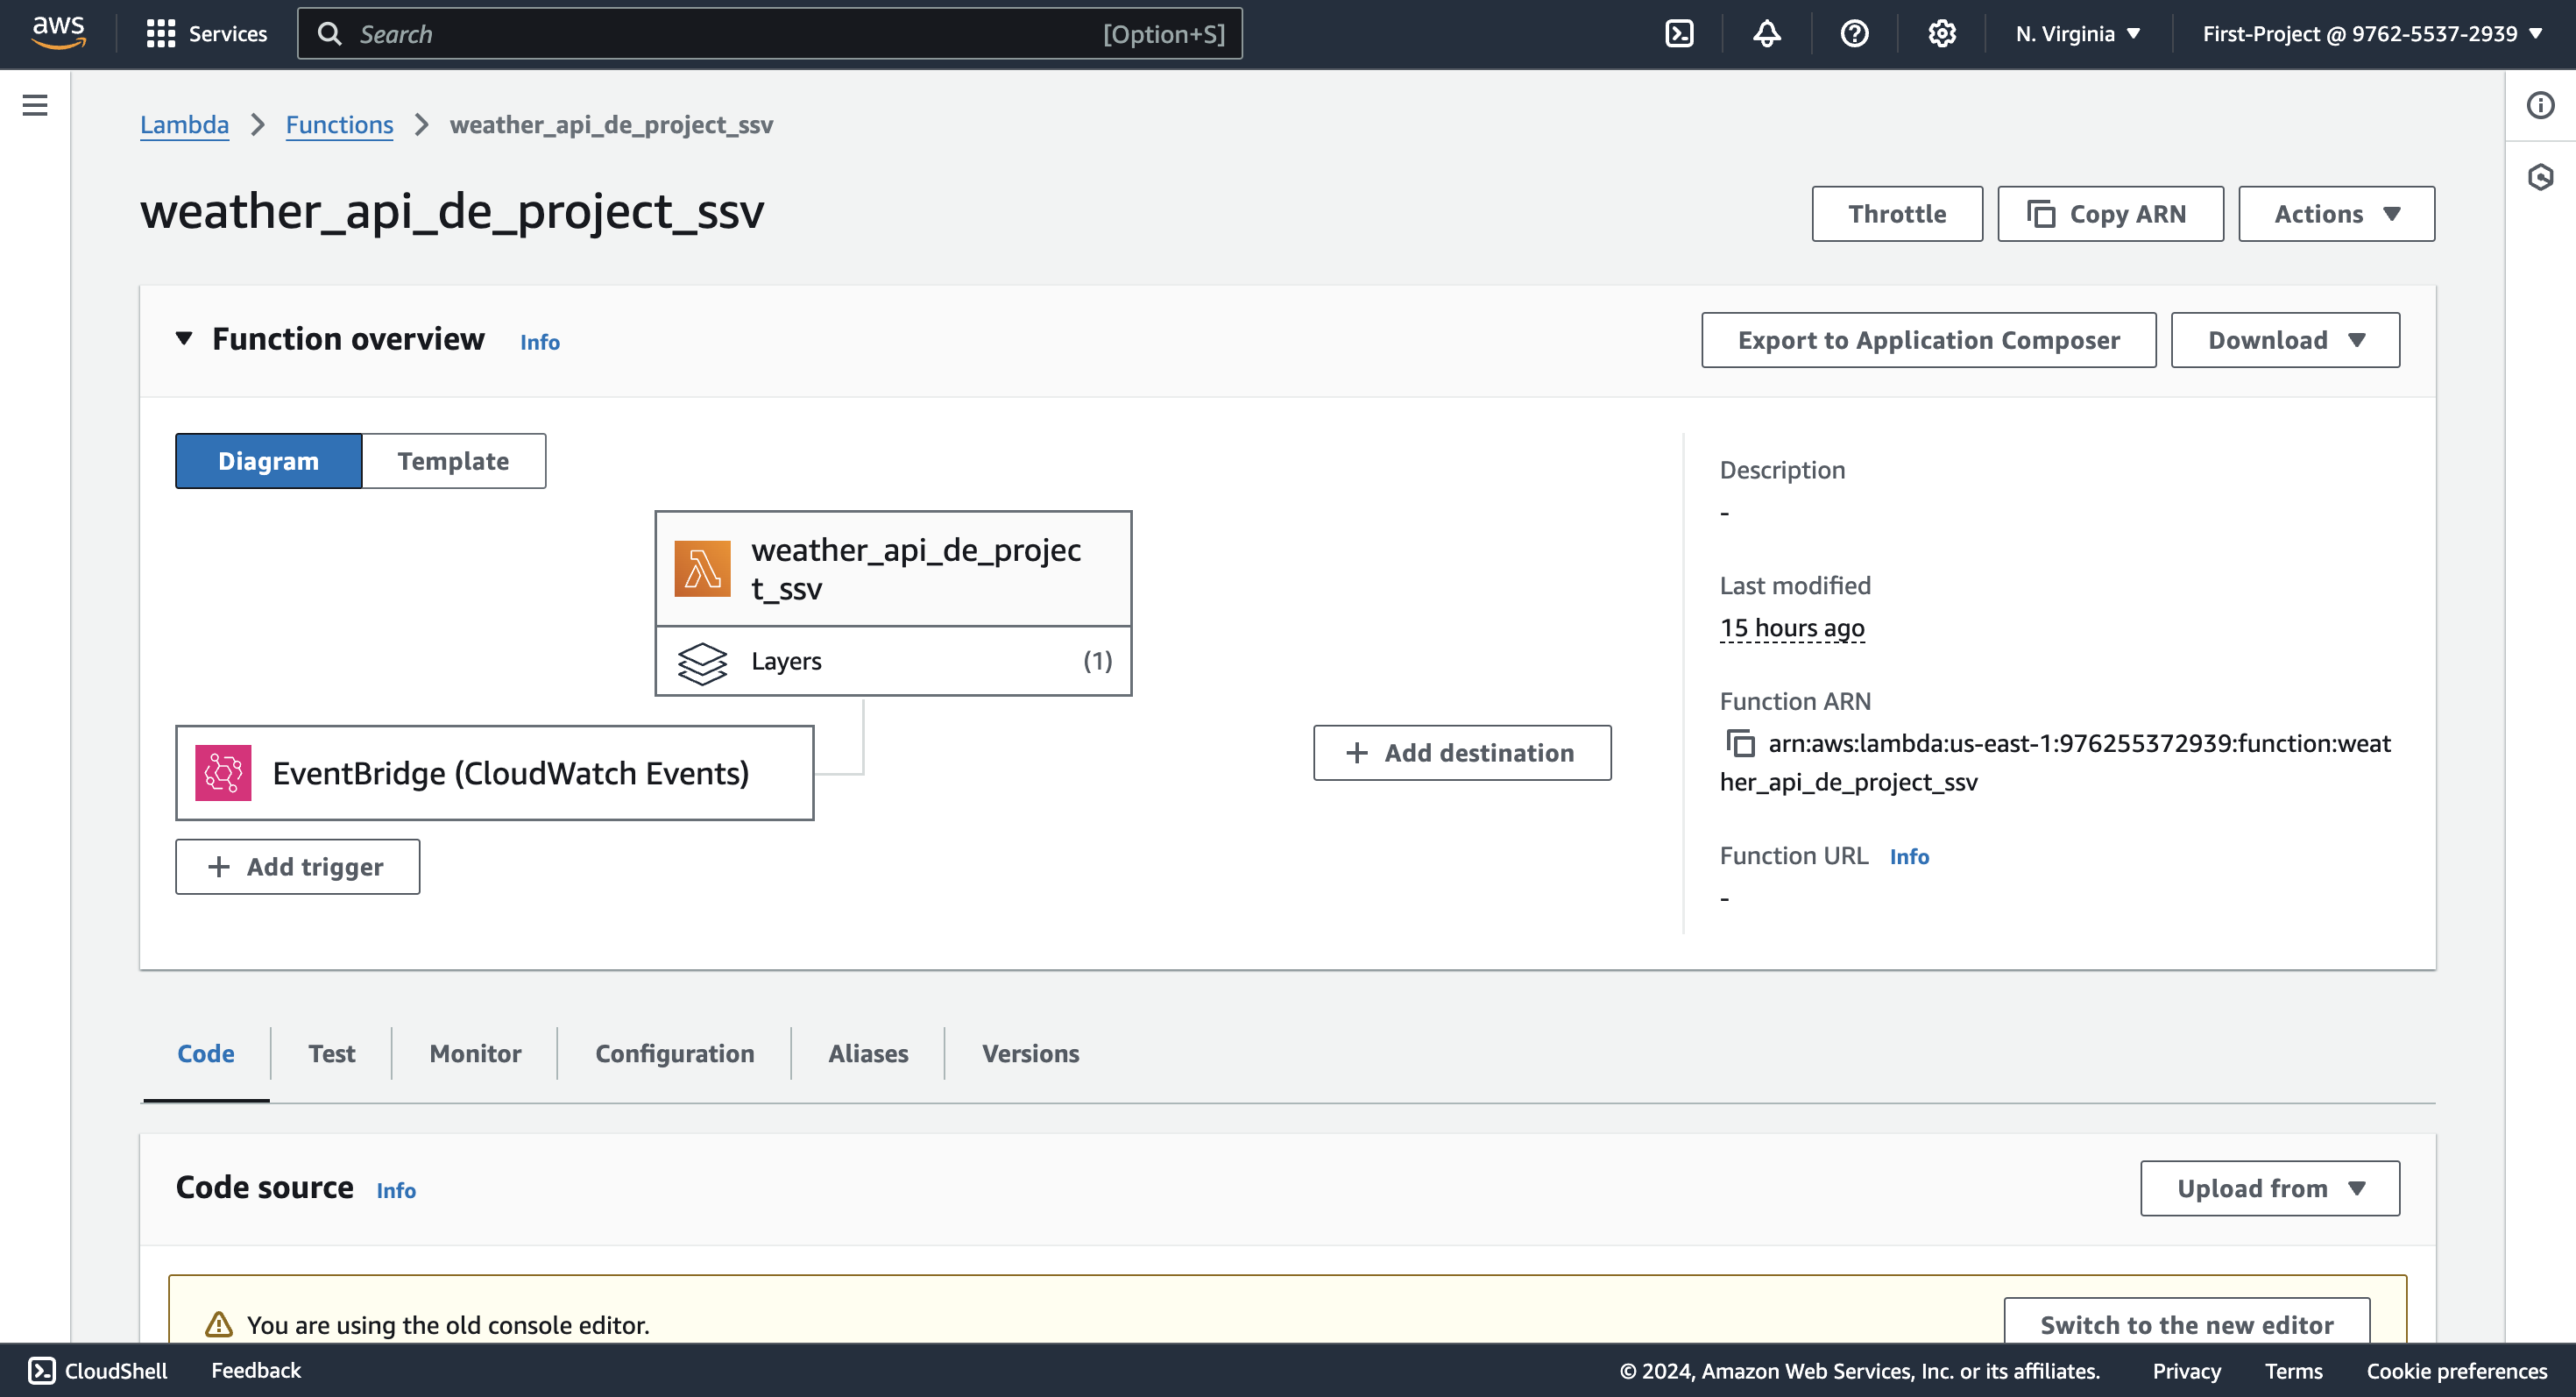 aws
Services
Search
[Option+S]
N. Virginia
First-Project @ 9762-5537-2939
Lambda
Functions
weather_api_de_project_ssv
weather_api_de_project_ssv
Throttle
Copy ARN
Actions
Function overview
Info
Export to Application Composer
Download
Diagram
Template
weather_api_de_projec
t_ssv
Layers
(1)
EventBridge (CloudWatch Events)
+ Add trigger
+ Add destination
Description
-
Last modified
15 hours ago
Function ARN
arn:aws:lambda:us-east-1:976255372939:function:weat
her_api_de_project_ssv
Function URL
Info
-
Code
Test
Monitor
Configuration
Aliases
Versions
Code source
Info
Upload from
You are using the old console editor.
Switch to the new editor
CloudShell
Feedback
© 2024, Amazon Web Services, Inc. or its affiliates.
Privacy
Terms
Cookie preferences